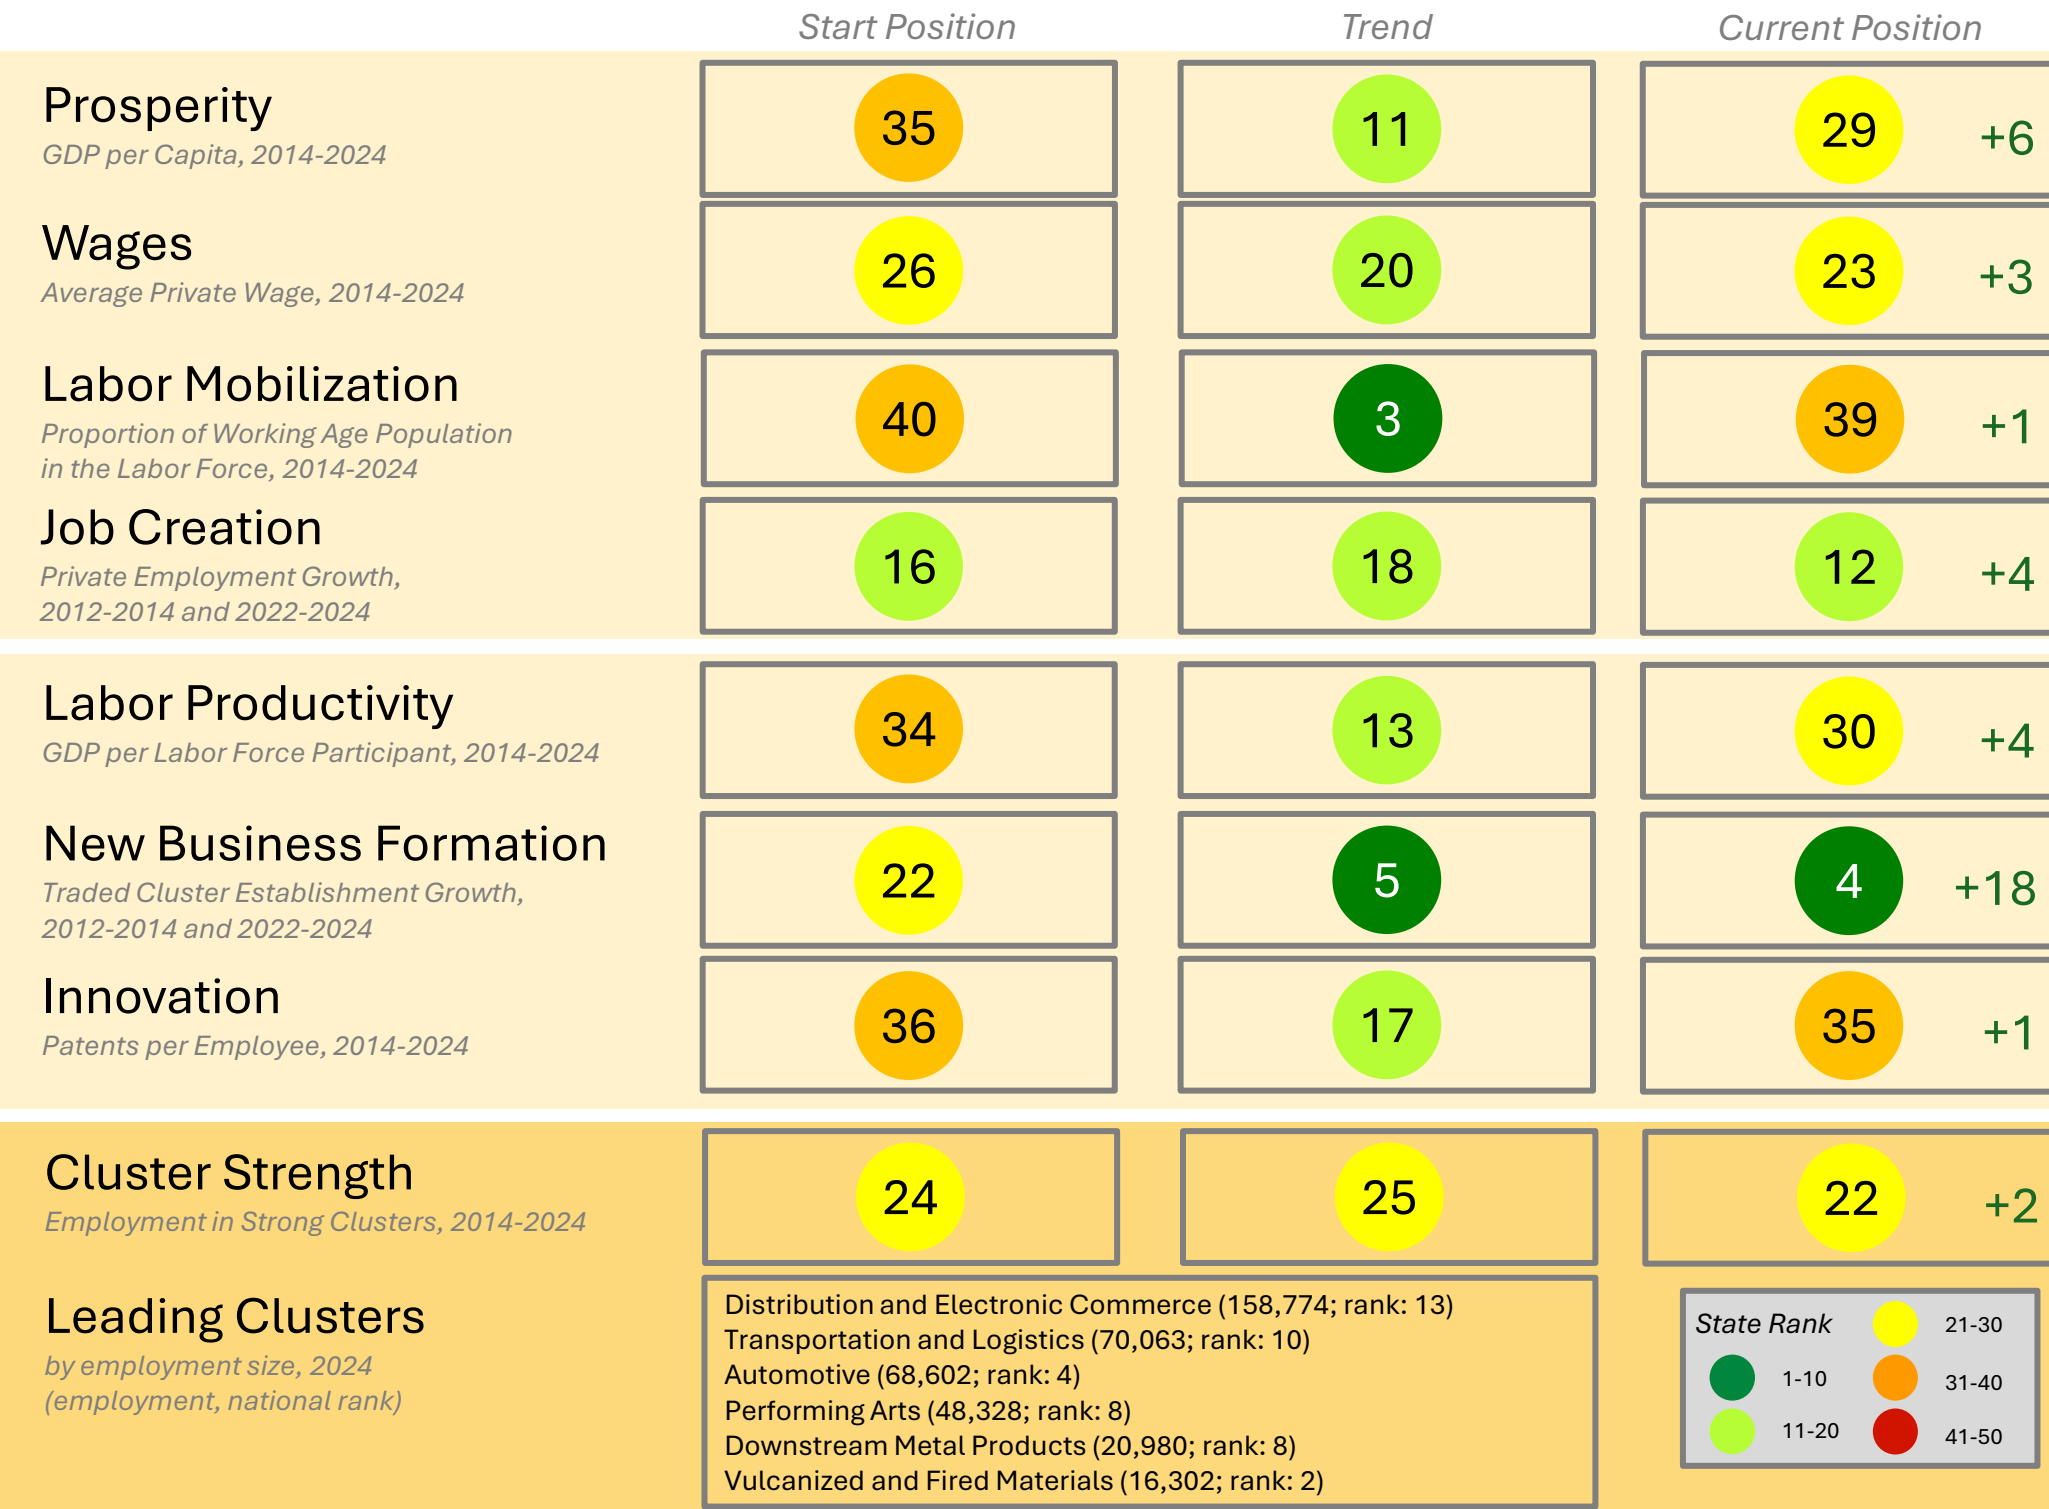 Start Position Trend Current Position
Prosperity
GDP per Capita, 2014-2024
35 11 29 +6
Wages
Average Private Wage, 2014-2024
26 20 23 +3
Labor Mobilization
Proportion of Working Age Population
in the Labor Force, 2014-2024
40 3 39 +1
Job Creation
Private Employment Growth,
2012-2014 and 2022-2024
16 18 12 +4
Labor Productivity
GDP per Labor Force Participant, 2014-2024
34 13 30 +4
New Business Formation
Traded Cluster Establishment Growth,
2012-2014 and 2022-2024
22 5 4 +18
Innovation
Patents per Employee, 2014-2024
36 17 35 +1
Cluster Strength
Employment in Strong Clusters, 2014-2024
24 25 22 +2
Leading Clusters
by employment size, 2024
(employment, national rank)
Distribution and Electronic Commerce (158,774; rank: 13)
Transportation and Logistics (70,063; rank: 10)
Automotive (68,602; rank: 4)
Performing Arts (48,328; rank: 8)
Downstream Metal Products (20,980; rank: 8)
Vulcanized and Fired Materials (16,302; rank: 2)
State Rank 21-30
1-10 31-40
11-20 41-50